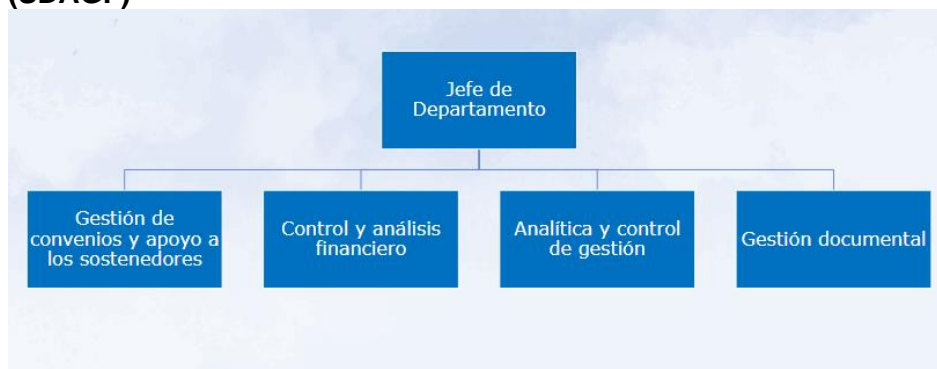 Jefe de
Departamento
Gestión de
convenios y apoyo a
los sostenedores
Control y análisis
financiero
Analítica y control
de gestión
Gestión documental